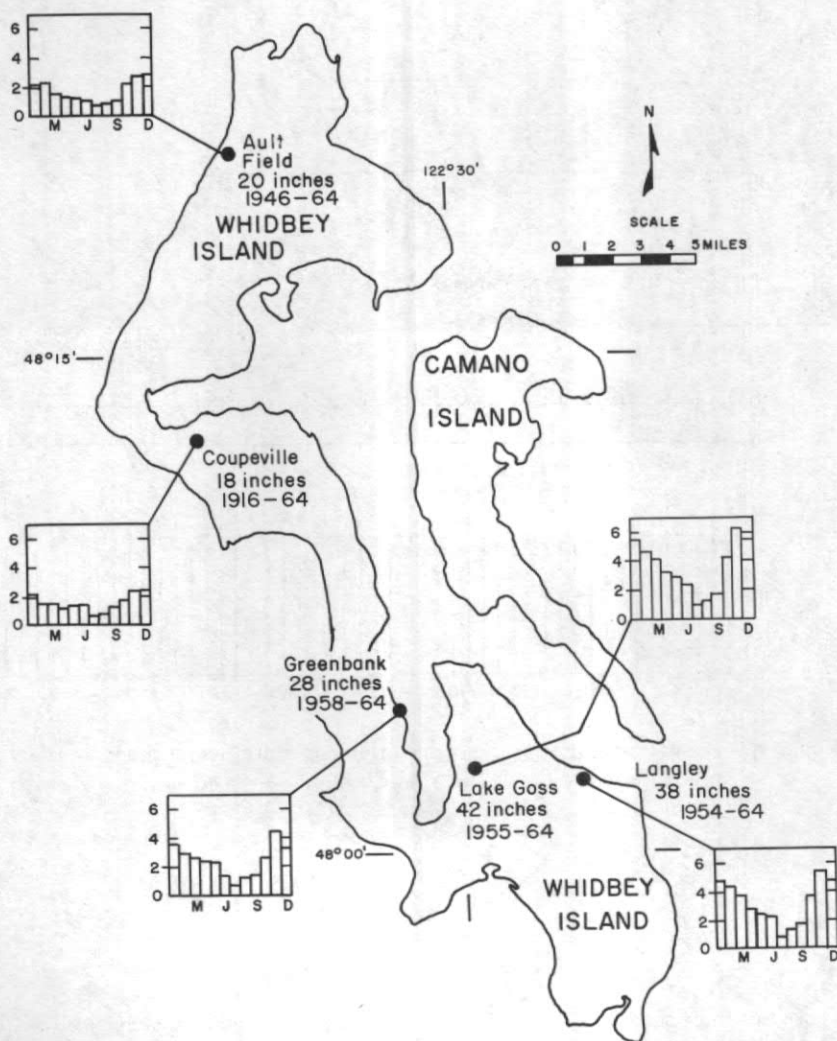 6
4
2
0
M J S D
Ault
Field
20 inches
1946-64
WHIDBEY
ISLAND
122°30'
N
SCALE
0 1 2 3 4 5 MILES
48°15'
CAMANO
ISLAND
Coupeville
18 inches
1916-64
6
4
2
0
M J S D
6
4
2
0
M J S D
Greenbank
28 inches
1958-64
Lake Goss
42 inches
1955-64
Langley
38 inches
1954-64
6
4
2
0
M J S D
48°00'
6
4
2
0
M J S D
WHIDBEY
ISLAND